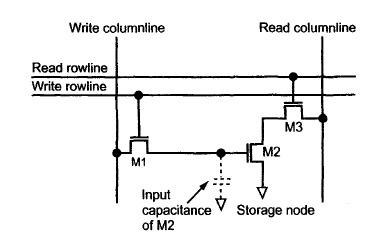 Write columnline
Read columnline
Read rowline
Write rowline
M3
M1
M2
Input
capacitance
of M2
Storage node